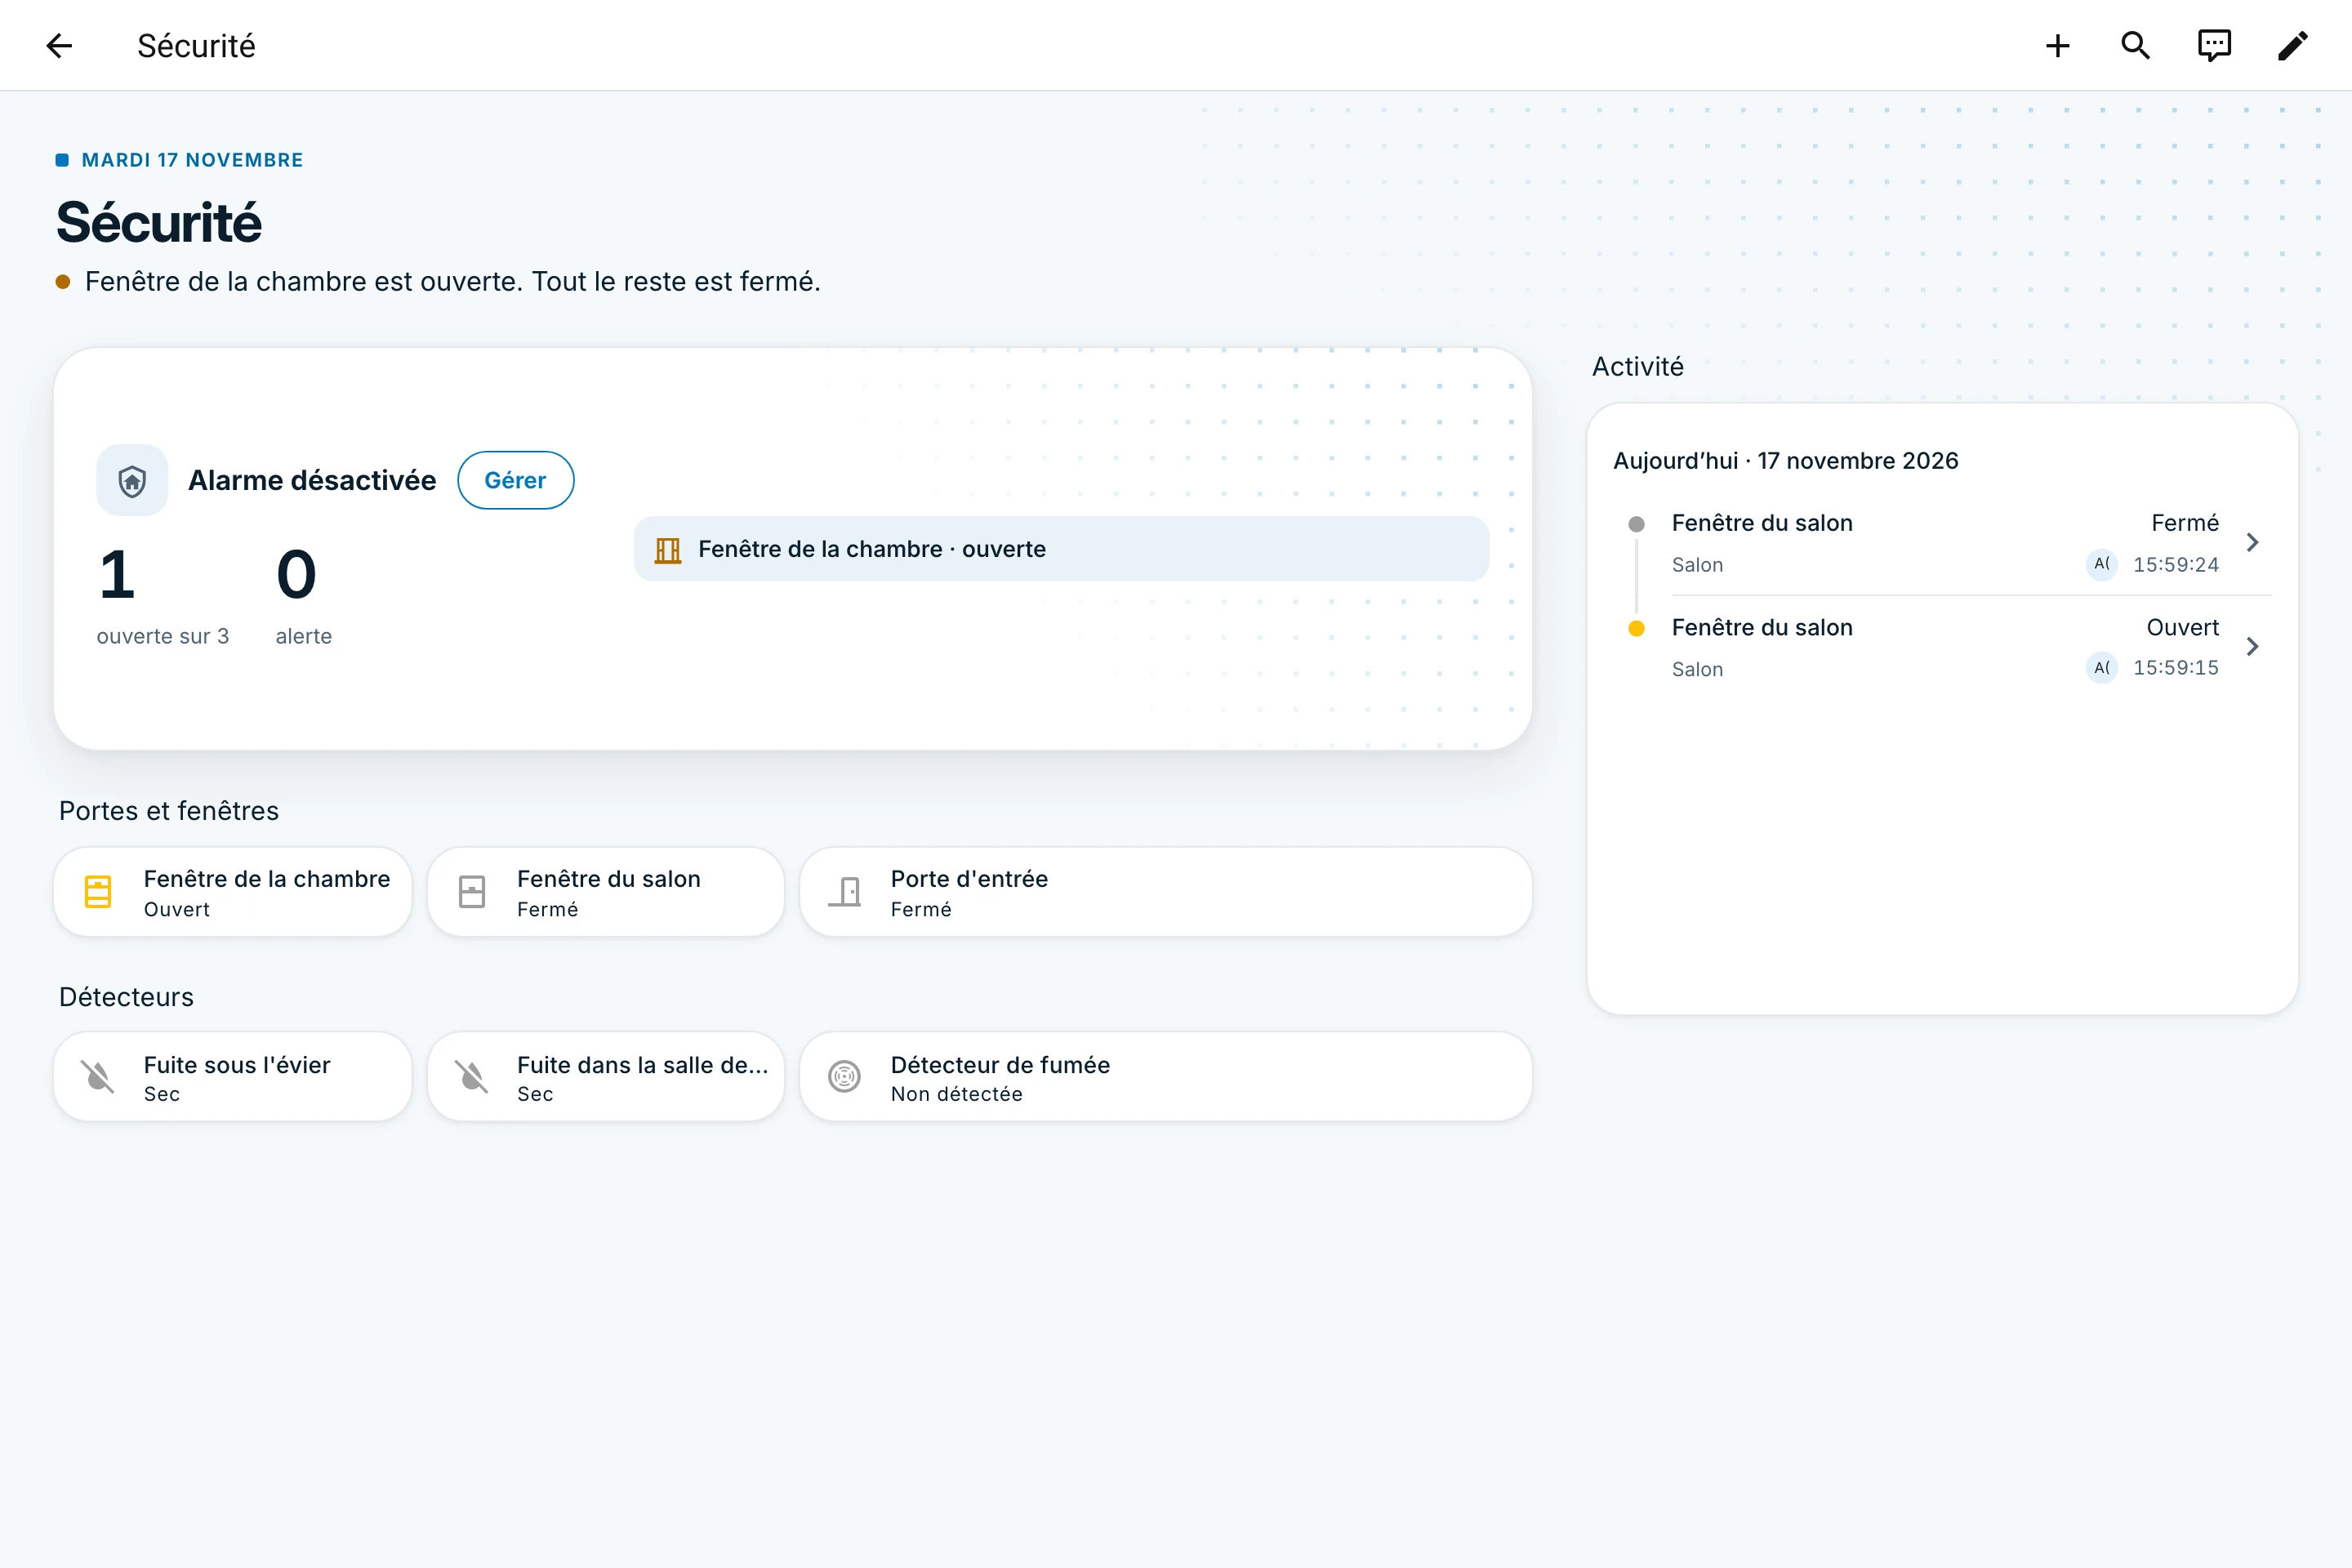 Sécurité
MARDI 17 NOVEMBRE
Sécurité
Fenêtre de la chambre est ouverte. Tout le reste est fermé.
Alarme désactivée
Gérer
1
ouverte sur 3
0
alerte
Fenêtre de la chambre · ouverte
Portes et fenêtres
Fenêtre de la chambre
Ouvert
Fenêtre du salon
Fermé
Porte d'entrée
Fermé
Détecteurs
Fuite sous l'évier
Sec
Fuite dans la salle de...
Sec
Détecteur de fumée
Non détectée
Activité
Aujourd’hui · 17 novembre 2026
Fenêtre du salon Fermé
Salon A( 15:59:24
Fenêtre du salon Ouvert
Salon A( 15:59:15